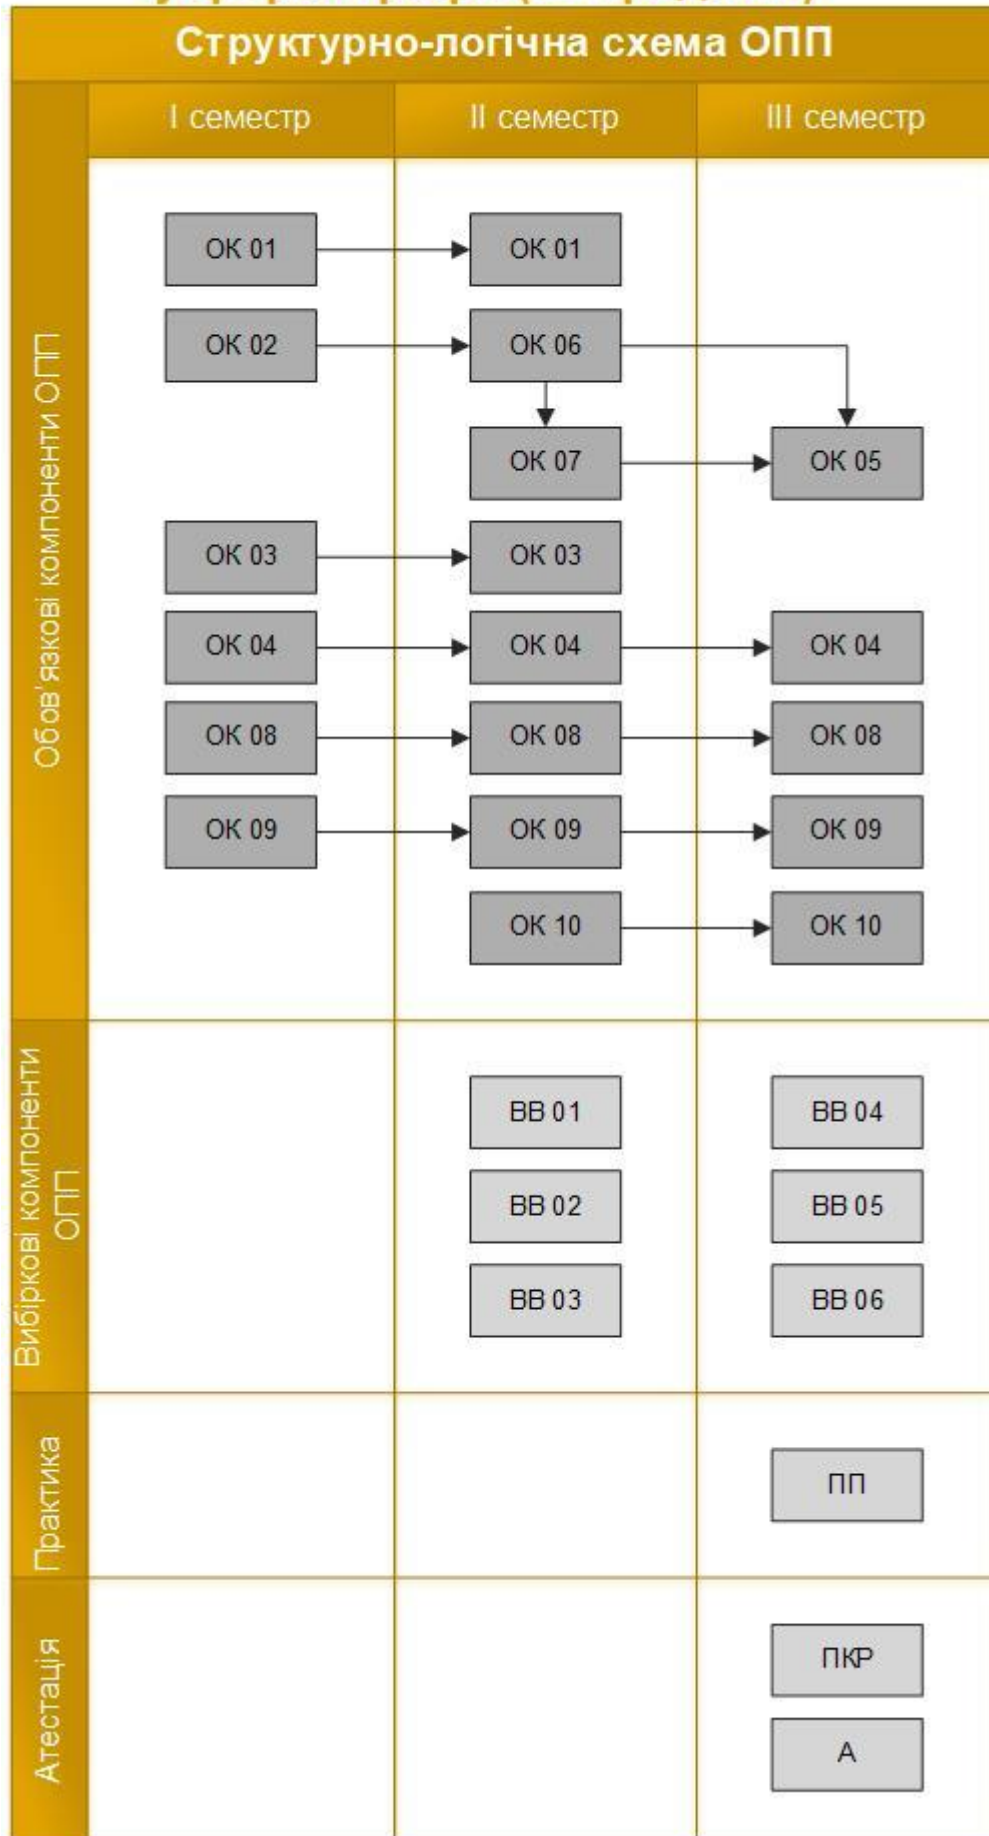 Структурно-логічна схема ОПП
І семестр
ІІ семестр
ІІІ семестр
Обов'язкові компоненти ОПП
ОК 01
ОК 01
ОК 02
ОК 06
ОК 07
ОК 05
ОК 03
ОК 03
ОК 04
ОК 04
ОК 04
ОК 08
ОК 08
ОК 08
ОК 09
ОК 09
ОК 09
ОК 10
ОК 10
Вибіркові компоненти
ОПП
ВВ 01
ВВ 04
ВВ 02
ВВ 05
ВВ 03
ВВ 06
Практика
ПП
Атестація
ПКР
А